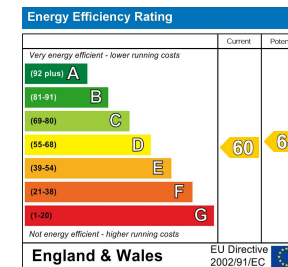 Energy Efficiency Rating
Current
Very energy efficient - lower running costs
(92 plus) A
(81-91) B
(69-80) C
(55-68) D
60
(39-54) E
(21-38) F
(1-20) G
Not energy efficient - higher running costs
England & Wales
EU Directive
2002/91/EC